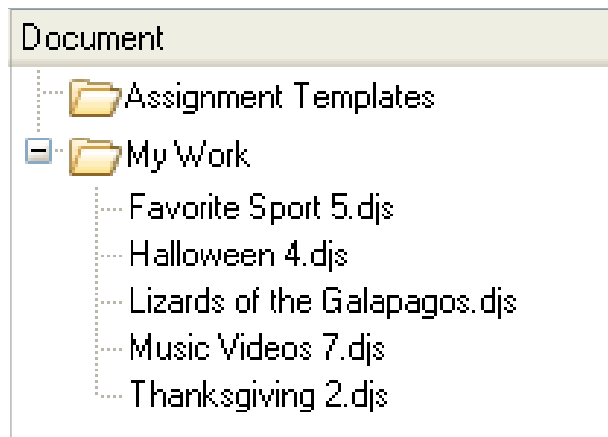 Document
Assignment Templates
My Work
Favorite Sport 5.djs
Halloween 4.djs
Lizards of the Galapagos.djs
Music Videos 7.djs
Thanksgiving 2.djs